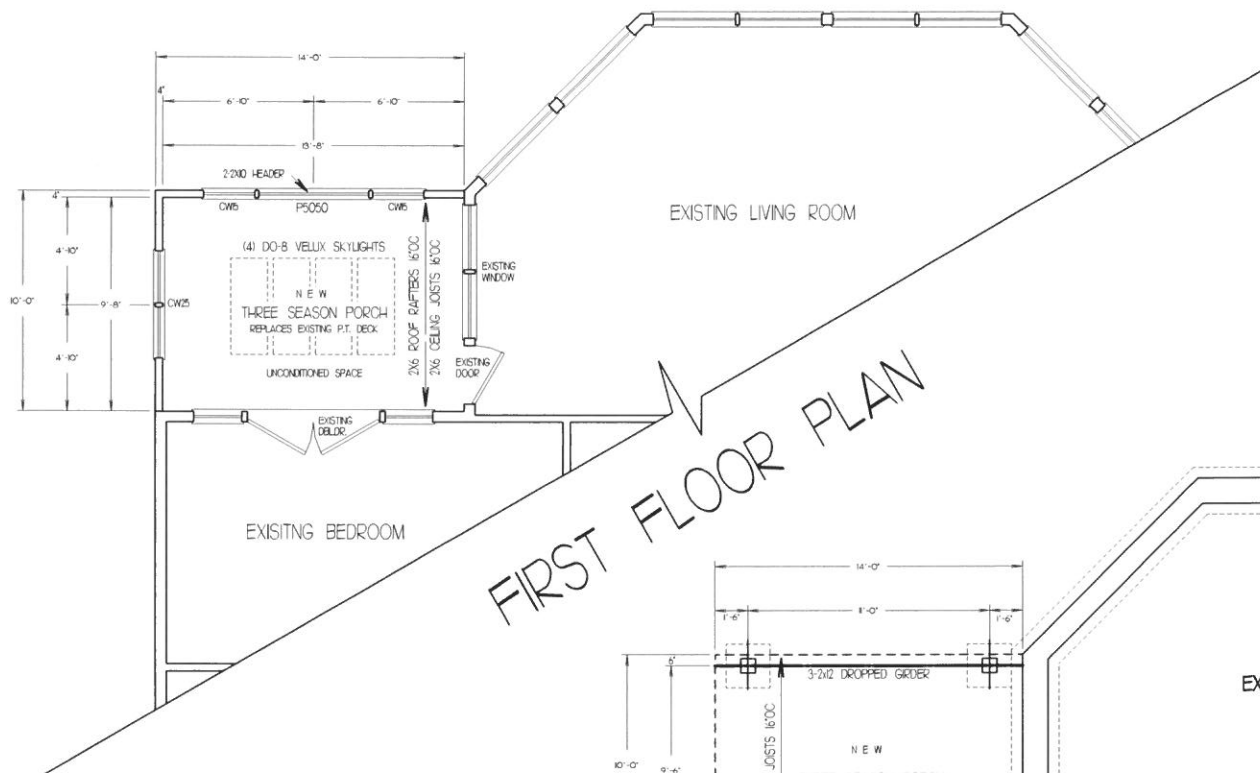 14'-0"
4"
6'-10"
6'-10"
13'-8"
2-2X10 HEADER
4"
CW15
P5050
CW15
(4) DO-8 VELUX SKYLIGHTS
4'-10"
10'-0"
9'-8"
CW25
4'-10"
NEW
THREE SEASON PORCH
REPLACES EXISTING P.T. DECK
UNCONDITIONED SPACE
2X6 ROOF RAFTERS 16"OC
2X6 CEILING JOISTS 16"OC
EXISTING
WINDOW
EXISTING
DOOR
EXISTING
DBL.DR.
EXISTING LIVING ROOM
EXISITNG BEDROOM
FIRST FLOOR PLAN
14'-0"
1'-6"
11'-0"
1'-6"
6"
3-2x12 DROPPED GIRDER
JOISTS 16"OC
NEW
10'-0"
9'-6"
EX